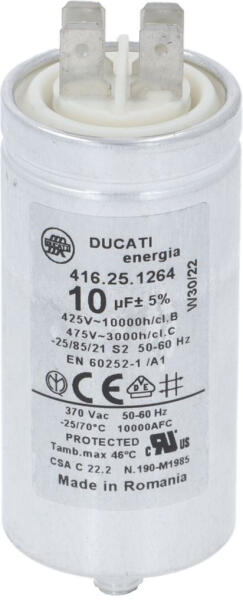 DUCATI
energia
416.25.1264
10 µF± 5%
425V~10000h/cl.B
475V~3000h/cl.C
-25/85/21 S2 50-60 Hz
EN 60252-1 /A1
CE
370 Vac 50-60 Hz
-25/70°C 10000AFC
PROTECTED
Tamb.max 46°C
CSA C 22.2 N.190-M1985
Made in Romania
W30/22